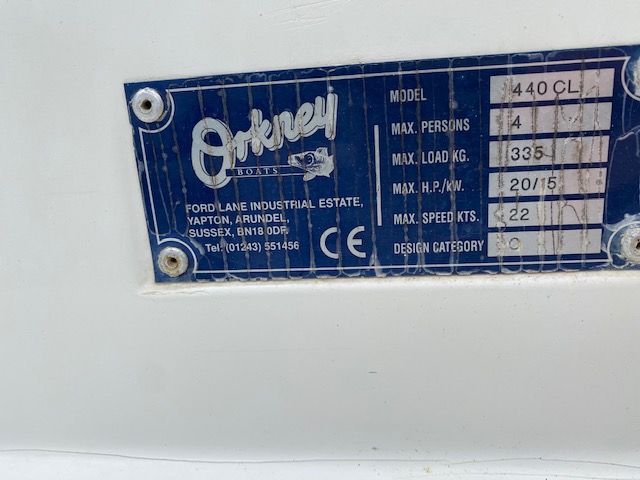 Orkney
BOATS
FORD LANE INDUSTRIAL ESTATE,
YAPTON, ARUNDEL,
SUSSEX, BN18 0DF.
Tel: (01243) 551456
CE
MODEL 440 CL
MAX. PERSONS 4
MAX. LOAD KG. 335
MAX. H.P./KW. 20/15
MAX. SPEED KTS. 22
DESIGN CATEGORY C